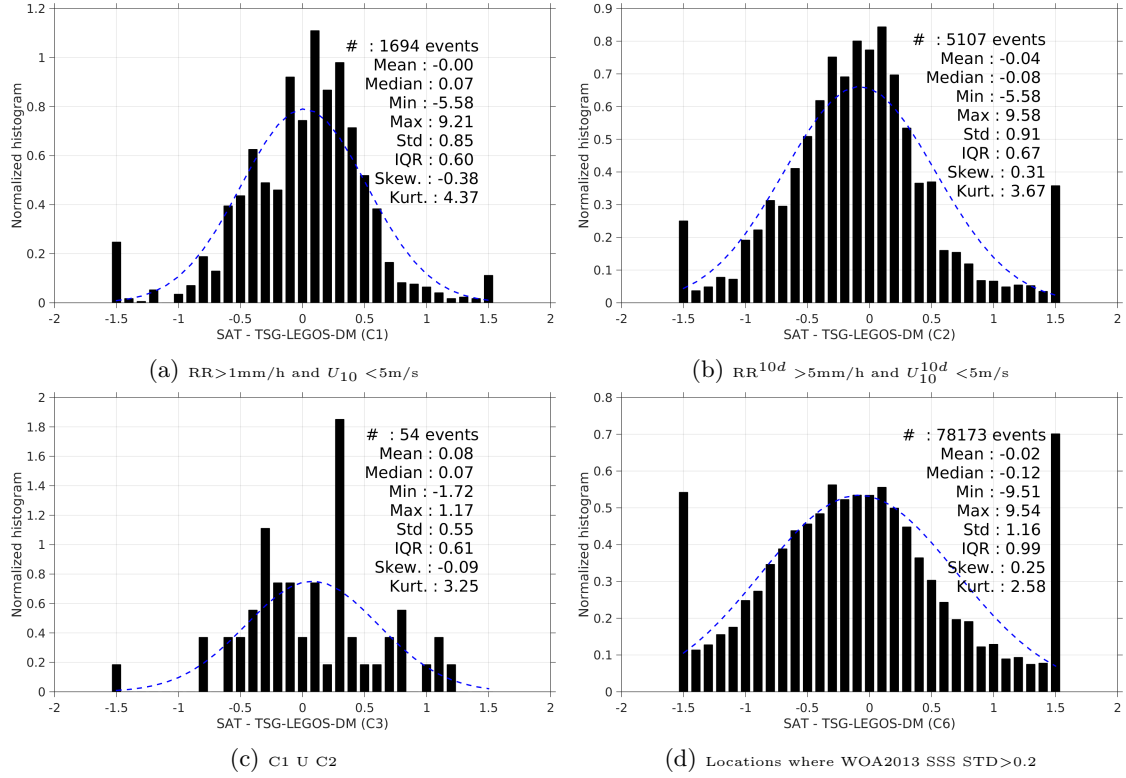 1.2
1
0.8
0.6
0.4
0.2
0
Normalized histogram
# : 1694 events
Mean : -0.00
Median : 0.07
Min : -5.58
Max : 9.21
Std : 0.85
IQR : 0.60
Skew. : -0.38
Kurt. : 4.37
-2 -1.5 -1 -0.5 0 0.5 1 1.5 2
SAT - TSG-LEGOS-DM (C1)
(a) RR>1mm/h and U10 <5m/s
0.9
0.8
0.7
0.6
0.5
0.4
0.3
0.2
0.1
0
Normalized histogram
# : 5107 events
Mean : -0.04
Median : -0.08
Min : -5.58
Max : 9.58
Std : 0.91
IQR : 0.67
Skew. : 0.31
Kurt. : 3.67
-2 -1.5 -1 -0.5 0 0.5 1 1.5 2
SAT - TSG-LEGOS-DM (C2)
(b) RR10d >5mm/h and U10d10 <5m/s
2
1.8
1.6
1.4
1.2
1
0.8
0.6
0.4
0.2
0
Normalized histogram
# : 54 events
Mean : 0.08
Median : 0.07
Min : -1.72
Max : 1.17
Std : 0.55
IQR : 0.61
Skew. : -0.09
Kurt. : 3.25
-2 -1.5 -1 -0.5 0 0.5 1 1.5 2
SAT - TSG-LEGOS-DM (C3)
(c) C1 U C2
0.8
0.7
0.6
0.5
0.4
0.3
0.2
0.1
0
Normalized histogram
# : 78173 events
Mean : -0.02
Median : -0.12
Min : -9.51
Max : 9.54
Std : 1.16
IQR : 0.99
Skew. : 0.25
Kurt. : 2.58
-2 -1.5 -1 -0.5 0 0.5 1 1.5 2
SAT - TSG-LEGOS-DM (C6)
(d) Locations where WOA2013 SSS STD>0.2